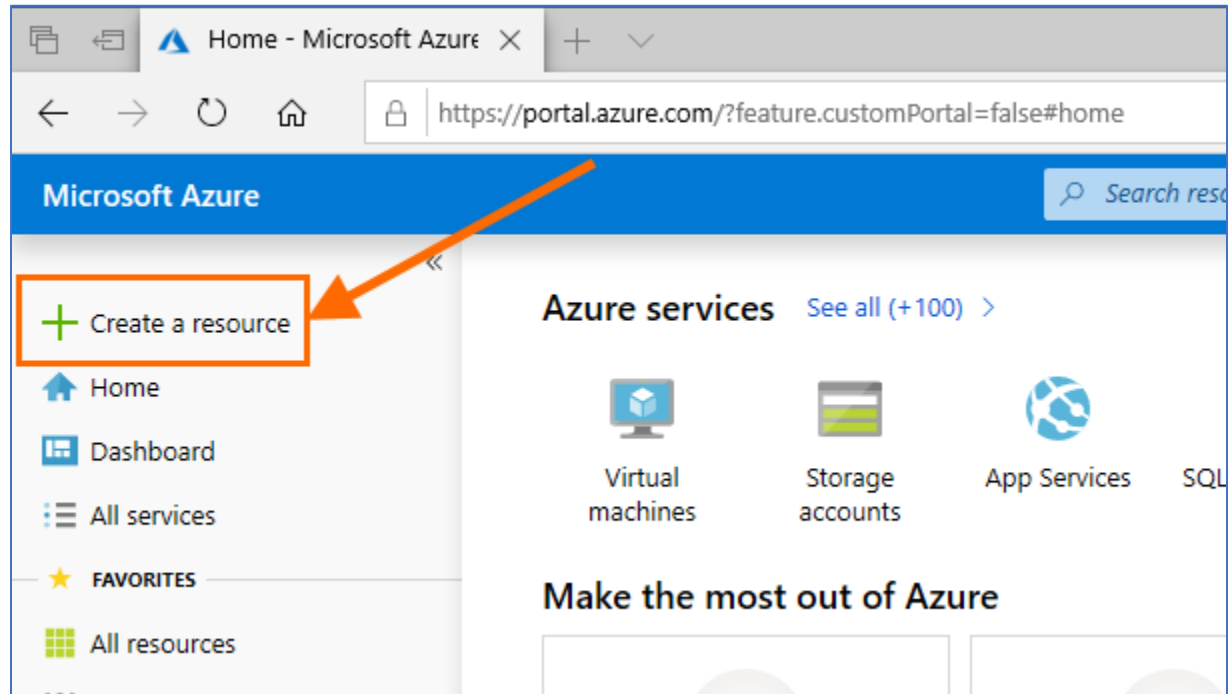 Home - Microsoft Azure
https://portal.azure.com/?feature.customPortal=false#home
Microsoft Azure
Search
Create a resource
Azure services See all (+100) >
Home
Dashboard
Virtual machines
Storage accounts
App Services
SQL
All services
FAVORITES
Make the most out of Azure
All resources